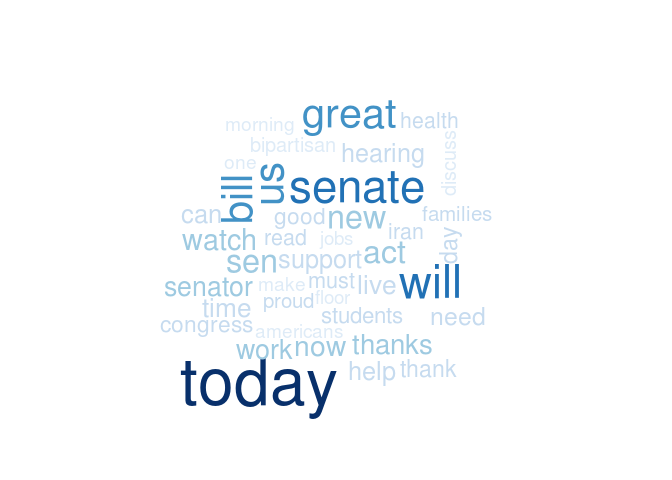 great
health
morning
bipartisan
hearing
discuss
one
us
senate
bill
can
good
new
families
watch
read
jobs
iran
day
sen
support
act
senator
make
must
live
will
time
proud
floor
students
need
congress
americans
work
now
thanks
today
help
thank